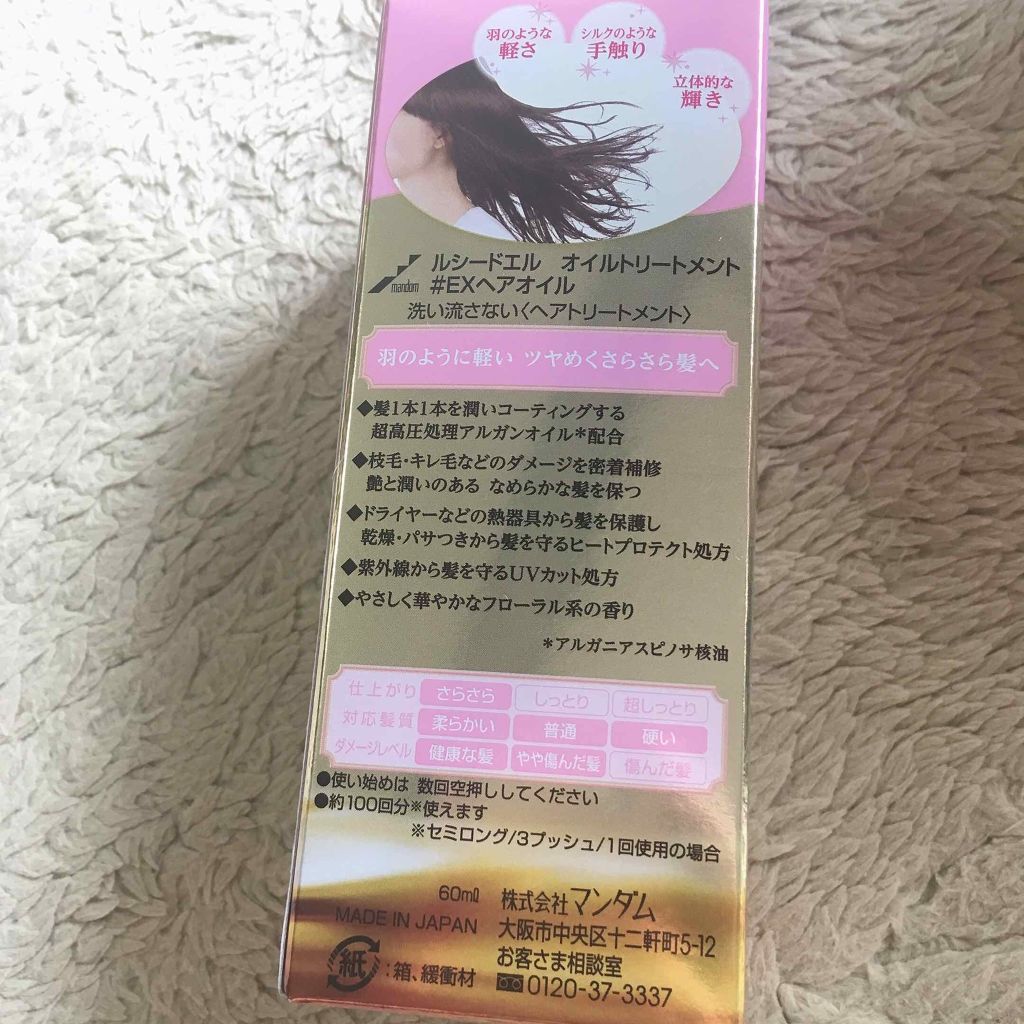 羽のような
軽さ
シルクのような
手触り
立体的な
輝き
mandom
ルシードエル　オイルトリートメント
#EXヘアオイル
洗い流さない〈ヘアトリートメント〉
羽のように軽い ツヤめくさらさら髪へ
◆髪1本1本を潤いコーティングする
超高圧処理アルガンオイル*配合
◆枝毛・キレ毛などのダメージを密着補修
艶と潤いのある なめらかな髪を保つ
◆ドライヤーなどの熱器具から髪を保護し
乾燥・パサつきから髪を守るヒートプロテクト処方
◆紫外線から髪を守るUVカット処方
◆やさしく華やかなフローラル系の香り
*アルガニアスピノサ核油
仕上がり さらさら しっとり 超しっとり
対応髪質 柔らかい 普通 硬い
ダメージレベル 健康な髪 やや傷んだ髪 傷んだ髪
●使い始めは 数回空押ししてください
●約100回分※使えます
※セミロング/3プッシュ/1回使用の場合
60mℓ 株式会社マンダム
MADE IN JAPAN 大阪市中央区十二軒町5-12
お客さま相談室
紙:箱、緩衝材 0120-37-3337